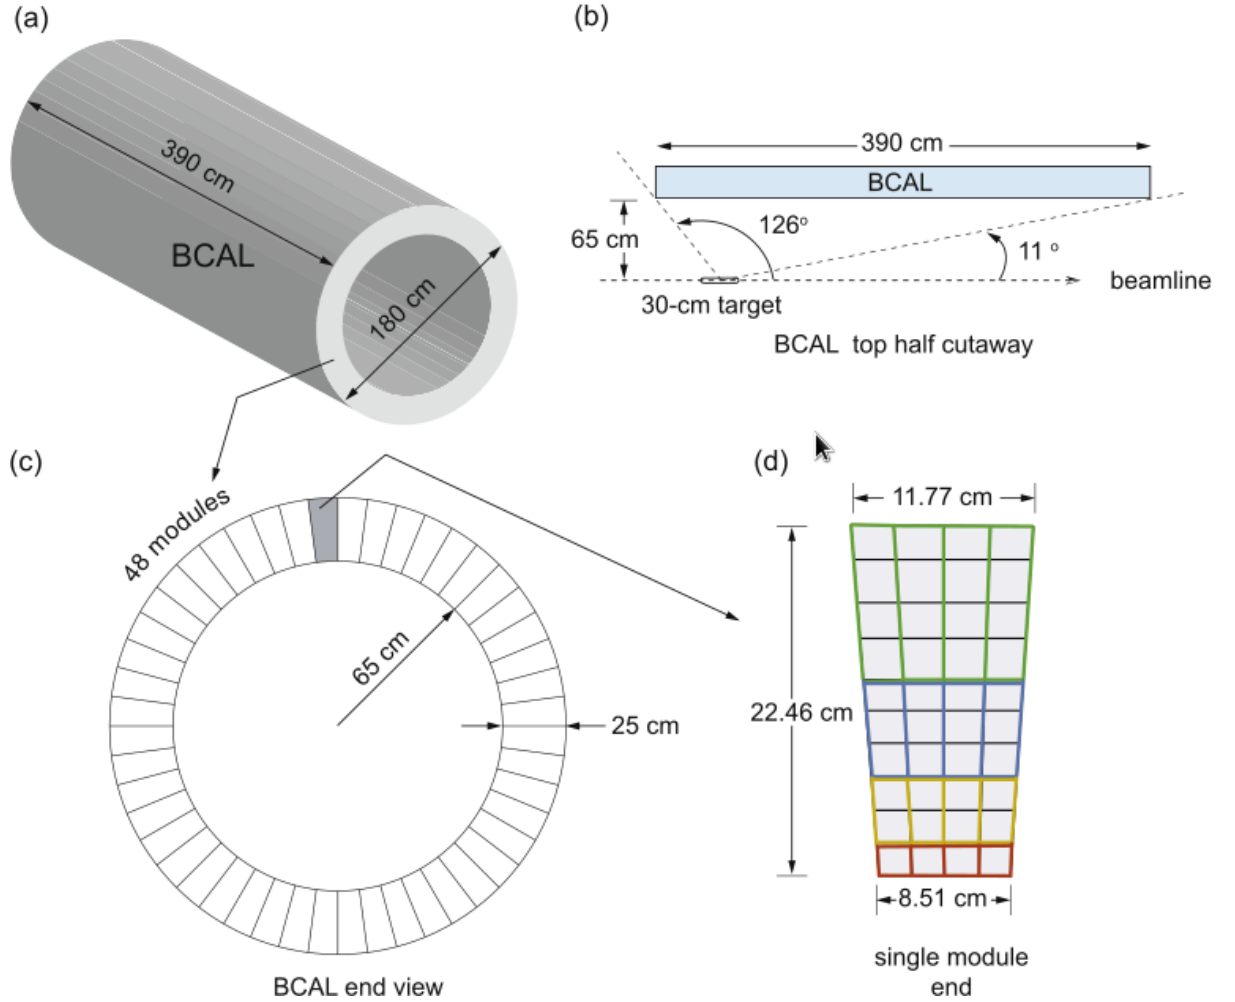 (a)
390 cm
BCAL
180 cm
(b)
390 cm
BCAL
65 cm
126°
11 °
beamline
30-cm target
BCAL top half cutaway
(c)
48 modules
65 cm
25 cm
BCAL end view
(d)
11.77 cm
22.46 cm
8.51 cm
single module
end